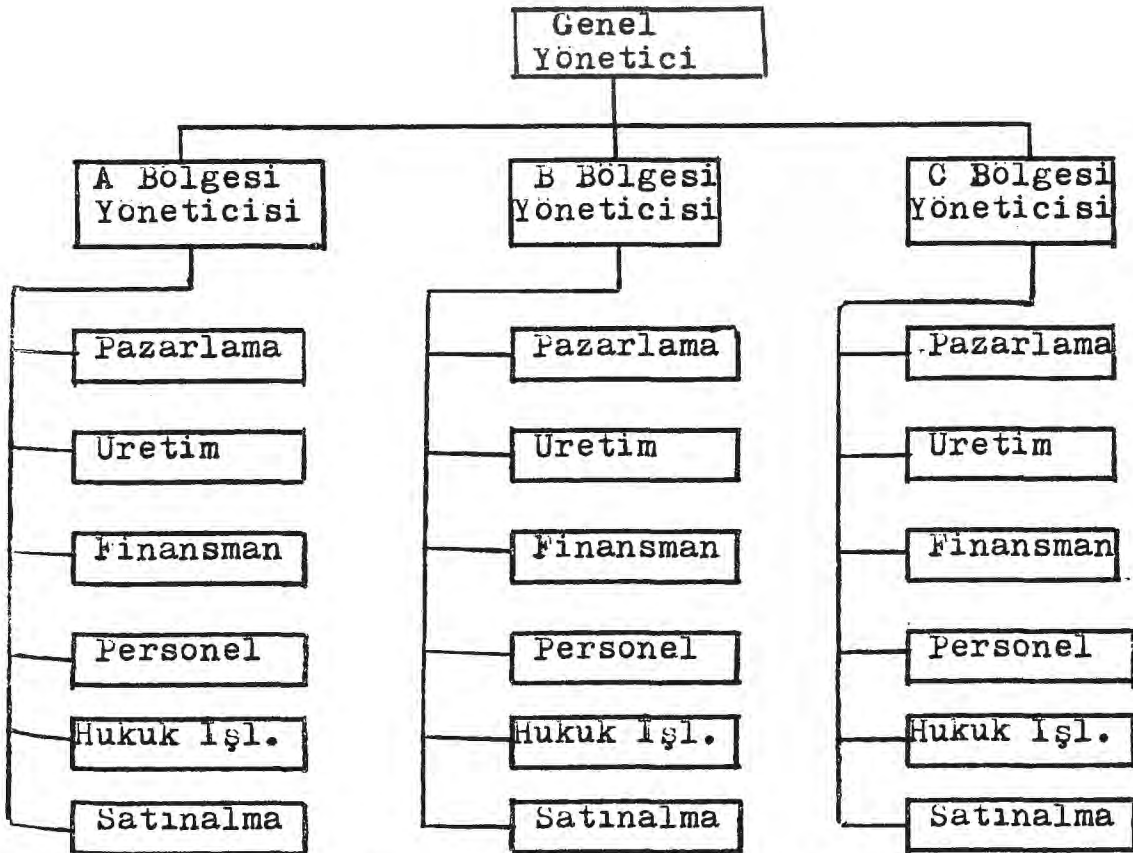 Genel
Yönetici
A Bölgesi
Yöneticisi
B Bölgesi
Yöneticisi
C Bölgesi
Yöneticisi
Pazarlama
Üretim
Finansman
Personel
Hukuk İşl.
Satınalma
Pazarlama
Üretim
Finansman
Personel
Hukuk İşl.
Satınalma
Pazarlama
Üretim
Finansman
Personel
Hukuk İşl.
Satınalma